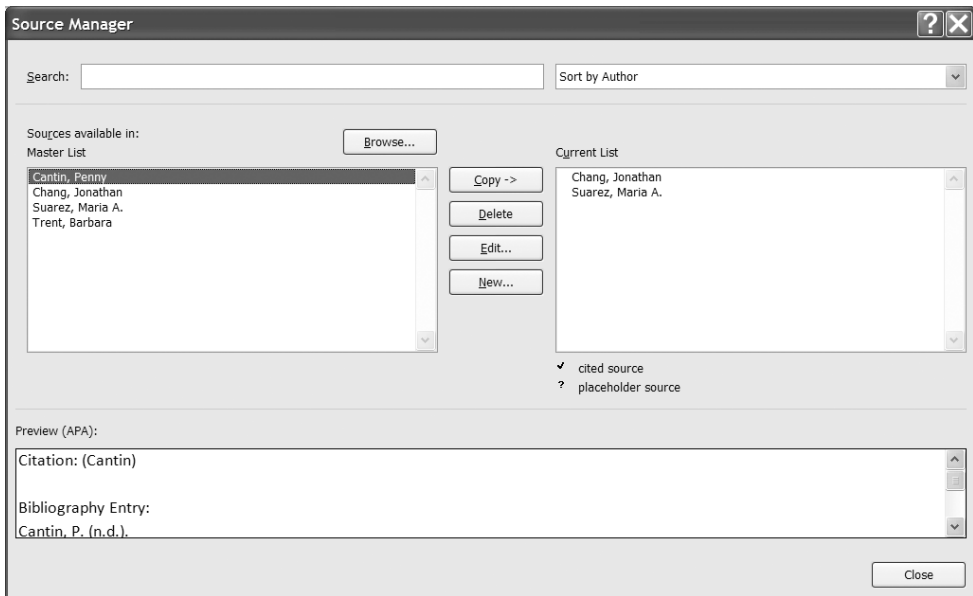 Source Manager
Search:
Sort by Author
Sources available in:
Master List
Browse...
Cantin, Penny
Chang, Jonathan
Suarez, Maria A.
Trent, Barbara
Copy ->
Delete
Edit...
New...
Current List
Chang, Jonathan
Suarez, Maria A.
cited source
? placeholder source
Preview (APA):
Citation: (Cantin)
Bibliography Entry:
Cantin, P. (n.d.).
Close